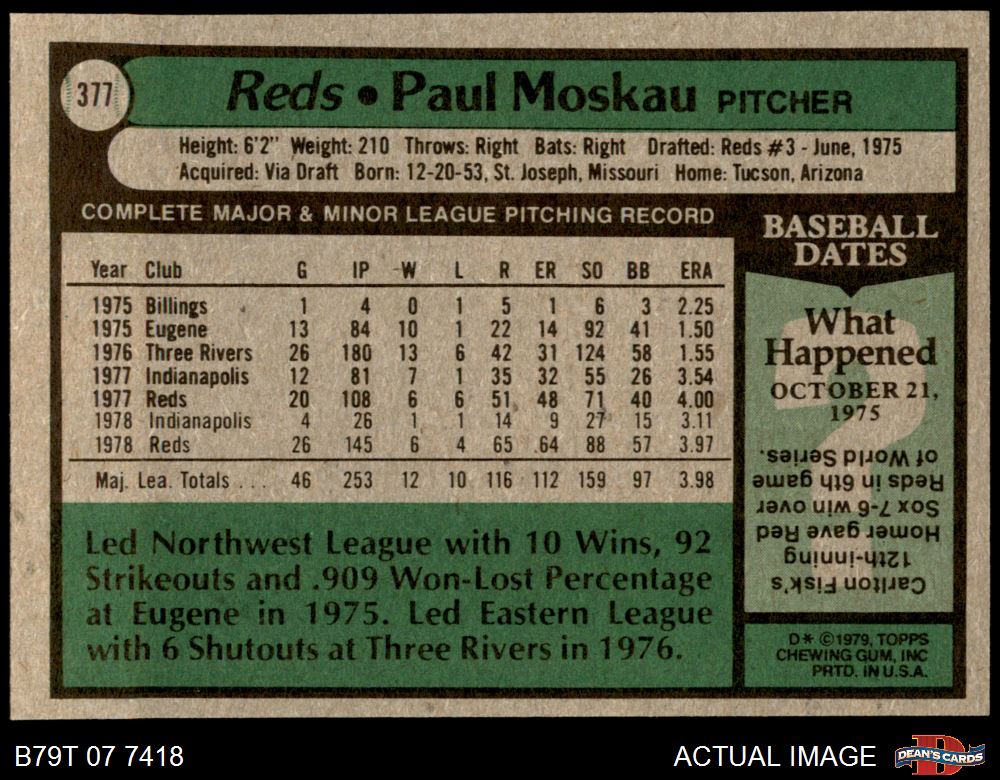 377
Reds • Paul Moskau PITCHER
Height: 6'2" Weight: 210 Throws: Right Bats: Right Drafted: Reds #3 - June, 1975
Acquired: Via Draft Born: 12-20-53, St. Joseph, Missouri Home: Tucson, Arizona
COMPLETE MAJOR & MINOR LEAGUE PITCHING RECORD
Year Club G IP W L R ER SO BB ERA
1975 Billings 1 4 0 1 5 1 6 3 2.25
1975 Eugene 13 84 10 1 22 14 92 41 1.50
1976 Three Rivers 26 180 13 6 42 31 124 58 1.55
1977 Indianapolis 12 81 7 1 35 32 55 26 3.54
1977 Reds 20 108 6 6 51 48 71 40 4.00
1978 Indianapolis 4 26 1 1 14 9 27 15 3.11
1978 Reds 26 145 6 4 65 64 88 57 3.97
Maj. Lea. Totals . . . 46 253 12 10 116 112 159 97 3.98
Led Northwest League with 10 Wins, 92
Strikeouts and .909 Won-Lost Percentage
at Eugene in 1975. Led Eastern League
with 6 Shutouts at Three Rivers in 1976.
BASEBALL
DATES
What
Happened
OCTOBER 21,
1975
Carlton Fisk's
12th-inning
Homer gave Red
Sox 7-6 win over
Reds in 6th game
of World Series.
D* ©1979, TOPPS
CHEWING GUM, INC
PRTD. IN U.S.A.
B79T 07 7418
ACTUAL IMAGE
D
DEAN'S CARDS